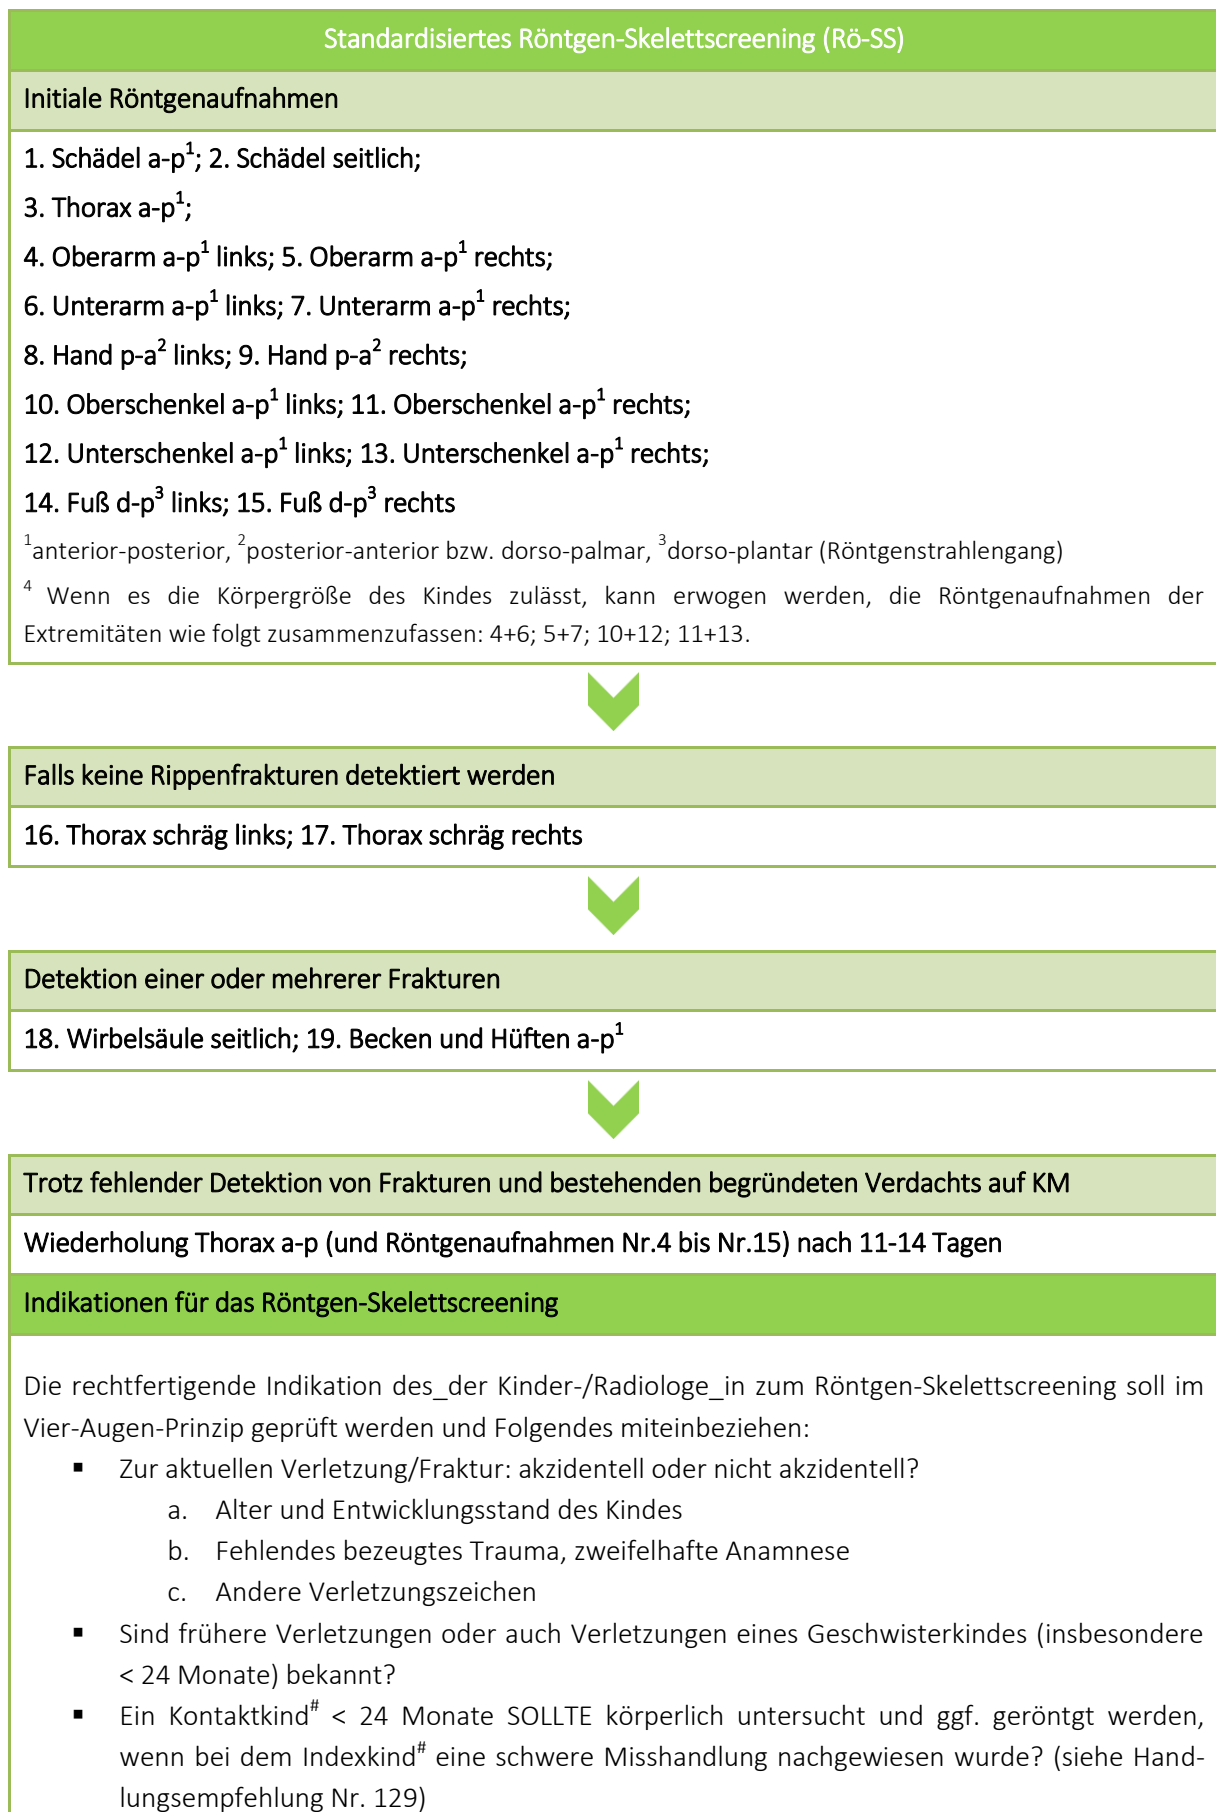 Standardisiertes Röntgen-Skelettscreening (Rö-SS)
Initiale Röntgenaufnahmen
1. Schädel a-p¹; 2. Schädel seitlich;
3. Thorax a-p¹;
4. Oberarm a-p¹ links; 5. Oberarm a-p¹ rechts;
6. Unterarm a-p¹ links; 7. Unterarm a-p¹ rechts;
8. Hand p-a² links; 9. Hand p-a² rechts;
10. Oberschenkel a-p¹ links; 11. Oberschenkel a-p¹ rechts;
12. Unterschenkel a-p¹ links; 13. Unterschenkel a-p¹ rechts;
14. Fuß d-p³ links; 15. Fuß d-p³ rechts
¹anterior-posterior, ²posterior-anterior bzw. dorso-palmar, ³dorso-plantar (Röntgenstrahlengang)
⁴ Wenn es die Körpergröße des Kindes zulässt, kann erwogen werden, die Röntgenaufnahmen der
Extremitäten wie folgt zusammenzufassen: 4+6; 5+7; 10+12; 11+13.
Falls keine Rippenfrakturen detektiert werden
16. Thorax schräg links; 17. Thorax schräg rechts
Detektion einer oder mehrerer Frakturen
18. Wirbelsäule seitlich; 19. Becken und Hüften a-p¹
Trotz fehlender Detektion von Frakturen und bestehenden begründeten Verdachts auf KM
Wiederholung Thorax a-p (und Röntgenaufnahmen Nr.4 bis Nr.15) nach 11-14 Tagen
Indikationen für das Röntgen-Skelettscreening
Die rechtfertigende Indikation des_der Kinder-/Radiologe_in zum Röntgen-Skelettscreening soll im
Vier-Augen-Prinzip geprüft werden und Folgendes miteinbeziehen:
▪ Zur aktuellen Verletzung/Fraktur: akzidentell oder nicht akzidentell?
a. Alter und Entwicklungsstand des Kindes
b. Fehlendes bezeugtes Trauma, zweifelhafte Anamnese
c. Andere Verletzungszeichen
▪ Sind frühere Verletzungen oder auch Verletzungen eines Geschwisterkindes (insbesondere
< 24 Monate) bekannt?
▪ Ein Kontaktkind# < 24 Monate SOLLTE körperlich untersucht und ggf. geröntgt werden,
wenn bei dem Indexkind# eine schwere Misshandlung nachgewiesen wurde? (siehe Hand-
lungsempfehlung Nr. 129)